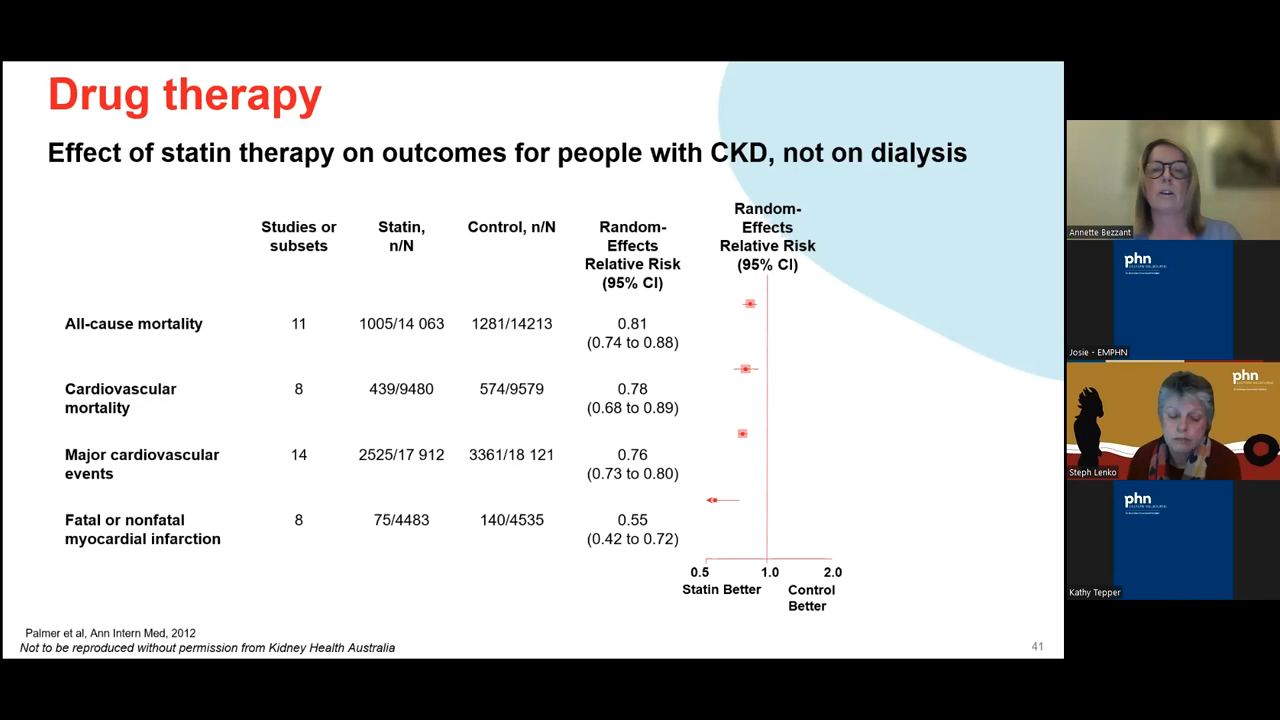 Drug therapy
Effect of statin therapy on outcomes for people with CKD, not on dialysis
Studies or
subsets
Statin,
n/N
Control, n/N
Random-
Effects
Relative Risk
(95% CI)
Random-
Effects
Relative Risk
(95% CI)
All-cause mortality 11 1005/14 063 1281/14213 0.81
(0.74 to 0.88)
Cardiovascular 8 439/9480 574/9579 0.78
mortality (0.68 to 0.89)
Major cardiovascular 14 2525/17 912 3361/18 121 0.76
events (0.73 to 0.80)
Fatal or nonfatal 8 75/4483 140/4535 0.55
myocardial infarction (0.42 to 0.72)
0.5 1.0 2.0
Statin Better Control
Better
Palmer et al, Ann Intern Med, 2012
Not to be reproduced without permission from Kidney Health Australia
41
Annette Bezzant
phn
Josie - EMPHN
phn
Steph Lenko
phn
Kathy Tepper